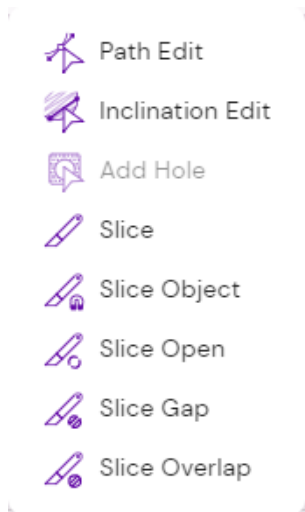 Path Edit
Inclination Edit
Add Hole
Slice
Slice Object
Slice Open
Slice Gap
Slice Overlap